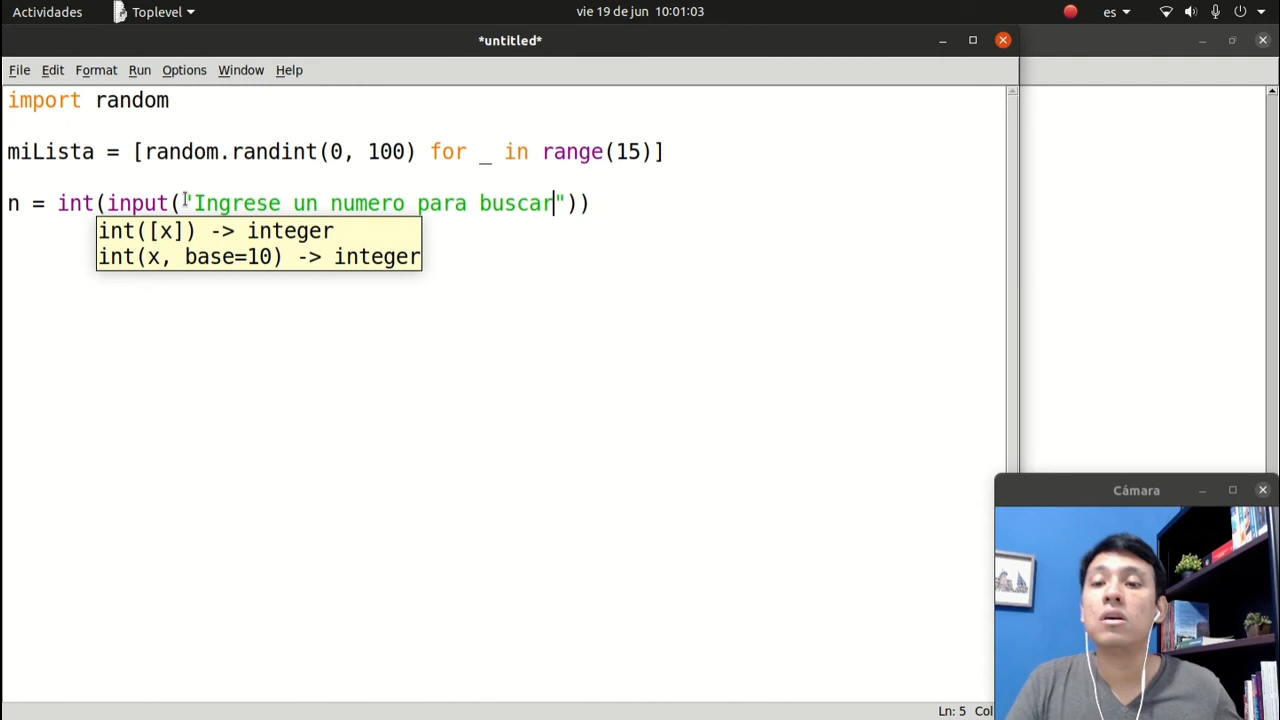 Actividades Toplevel vie 19 de jun 10:01:03 es
*untitled*
File Edit Format Run Options Window Help
import random
miLista = [random.randint(0, 100) for _ in range(15)]
n = int(input("Ingrese un numero para buscar"))
int([x]) -> integer
int(x, base=10) -> integer
Cámara
Ln: 5 Col